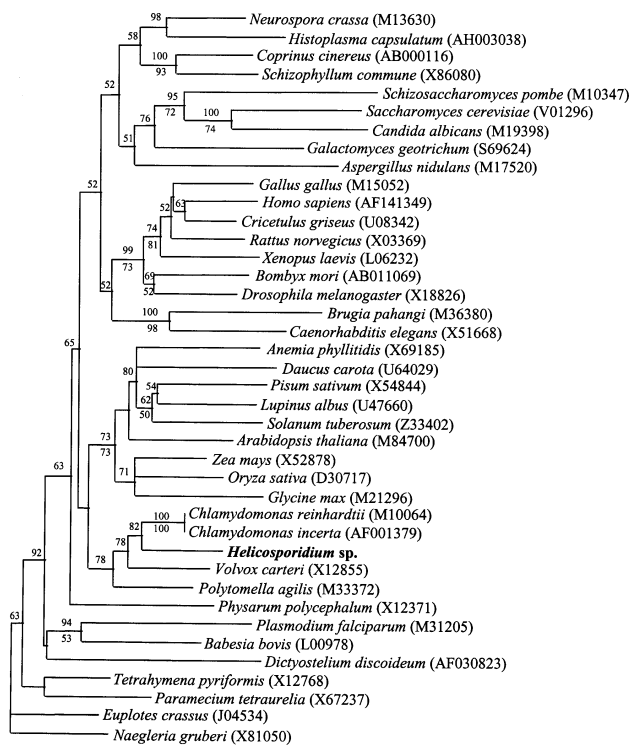 Neurospora crassa (M13630)
98
Histoplasma capsulatum (AH003038)
58
Coprinus cinereus (AB000116)
100
93
Schizophyllum commune (X86080)
52
Schizosaccharomyces pombe (M10347)
95
72
Saccharomyces cerevisiae (V01296)
100
74
Candida albicans (M19398)
76
Galactomyces geotrichum (S69624)
51
Aspergillus nidulans (M17520)
52
Gallus gallus (M15052)
Homo sapiens (AF141349)
63
52
Cricetulus griseus (U08342)
74
81
Rattus norvegicus (X03369)
Xenopus laevis (L06232)
99
73
Bombyx mori (AB011069)
69
52
Drosophila melanogaster (X18826)
52
Brugia pahangi (M36380)
100
98
Caenorhabditis elegans (X51668)
65
Anemia phyllitidis (X69185)
80
Daucus carota (U64029)
Pisum sativum (X54844)
54
62
50
Lupinus albus (U47660)
Solanum tuberosum (Z33402)
Arabidopsis thaliana (M84700)
73
73
Zea mays (X52878)
71
Oryza sativa (D30717)
Glycine max (M21296)
63
Chlamydomonas reinhardtii (M10064)
100
100
Chlamydomonas incerta (AF001379)
82
Helicosporidium sp.
78
Volvox carteri (X12855)
78
Polytomella agilis (M33372)
92
Physarum polycephalum (X12371)
Plasmodium falciparum (M31205)
94
53
Babesia bovis (L00978)
63
Dictyostelium discoideum (AF030823)
Tetrahymena pyriformis (X12768)
Paramecium tetraurelia (X67237)
Euplotes crassus (J04534)
Naegleria gruberi (X81050)